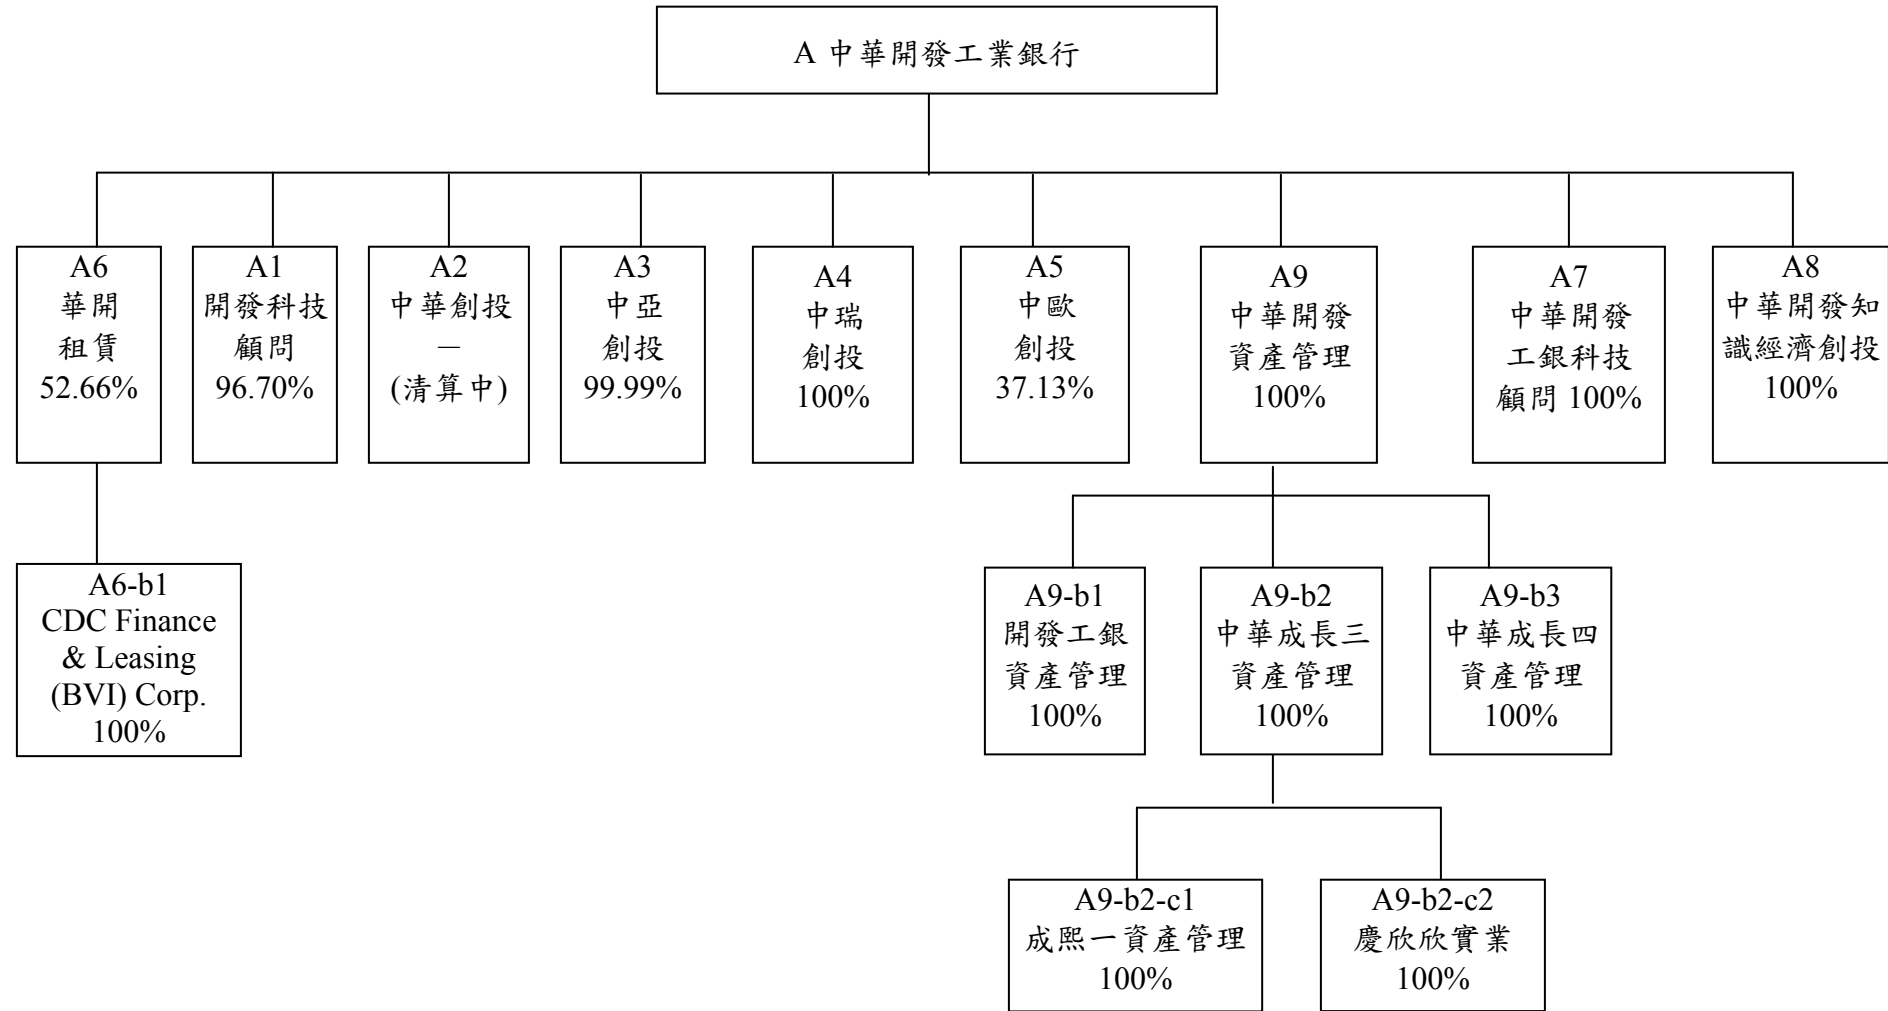 A 中華開發工業銀行
A6
華開
租賃
52.66%
A1
開發科技
顧問
96.70%
A2
中華創投
—
(清算中)
A3
中亞
創投
99.99%
A4
中瑞
創投
100%
A5
中歐
創投
37.13%
A9
中華開發
資產管理
100%
A7
中華開發
工銀科技
顧問 100%
A8
中華開發知
識經濟創投
100%
A6-b1
CDC Finance
& Leasing
(BVI) Corp.
100%
A9-b1
開發工銀
資產管理
100%
A9-b2
中華成長三
資產管理
100%
A9-b3
中華成長四
資產管理
100%
A9-b2-c1
成熙一資產管理
100%
A9-b2-c2
慶欣欣實業
100%